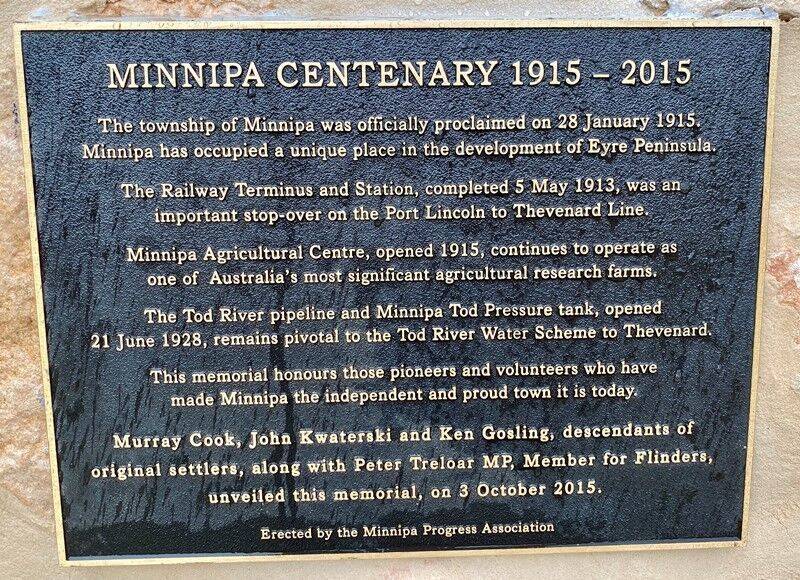 MINNIPA CENTENARY 1915 – 2015
The township of Minnipa was officially proclaimed on 28 January 1915.
Minnipa has occupied a unique place in the development of Eyre Peninsula.
The Railway Terminus and Station, completed 5 May 1913, was an
important stop-over on the Port Lincoln to Thevenard Line.
Minnipa Agricultural Centre, opened 1915, continues to operate as
one of Australia's most significant agricultural research farms.
The Tod River pipeline and Minnipa Tod Pressure tank, opened
21 June 1928, remains pivotal to the Tod River Water Scheme to Thevenard.
This memorial honours those pioneers and volunteers who have
made Minnipa the independent and proud town it is today.
Murray Cook, John Kwaterski and Ken Gosling, descendants of
original settlers, along with Peter Treloar MP, Member for Flinders,
unveiled this memorial, on 3 October 2015.
Erected by the Minnipa Progress Association